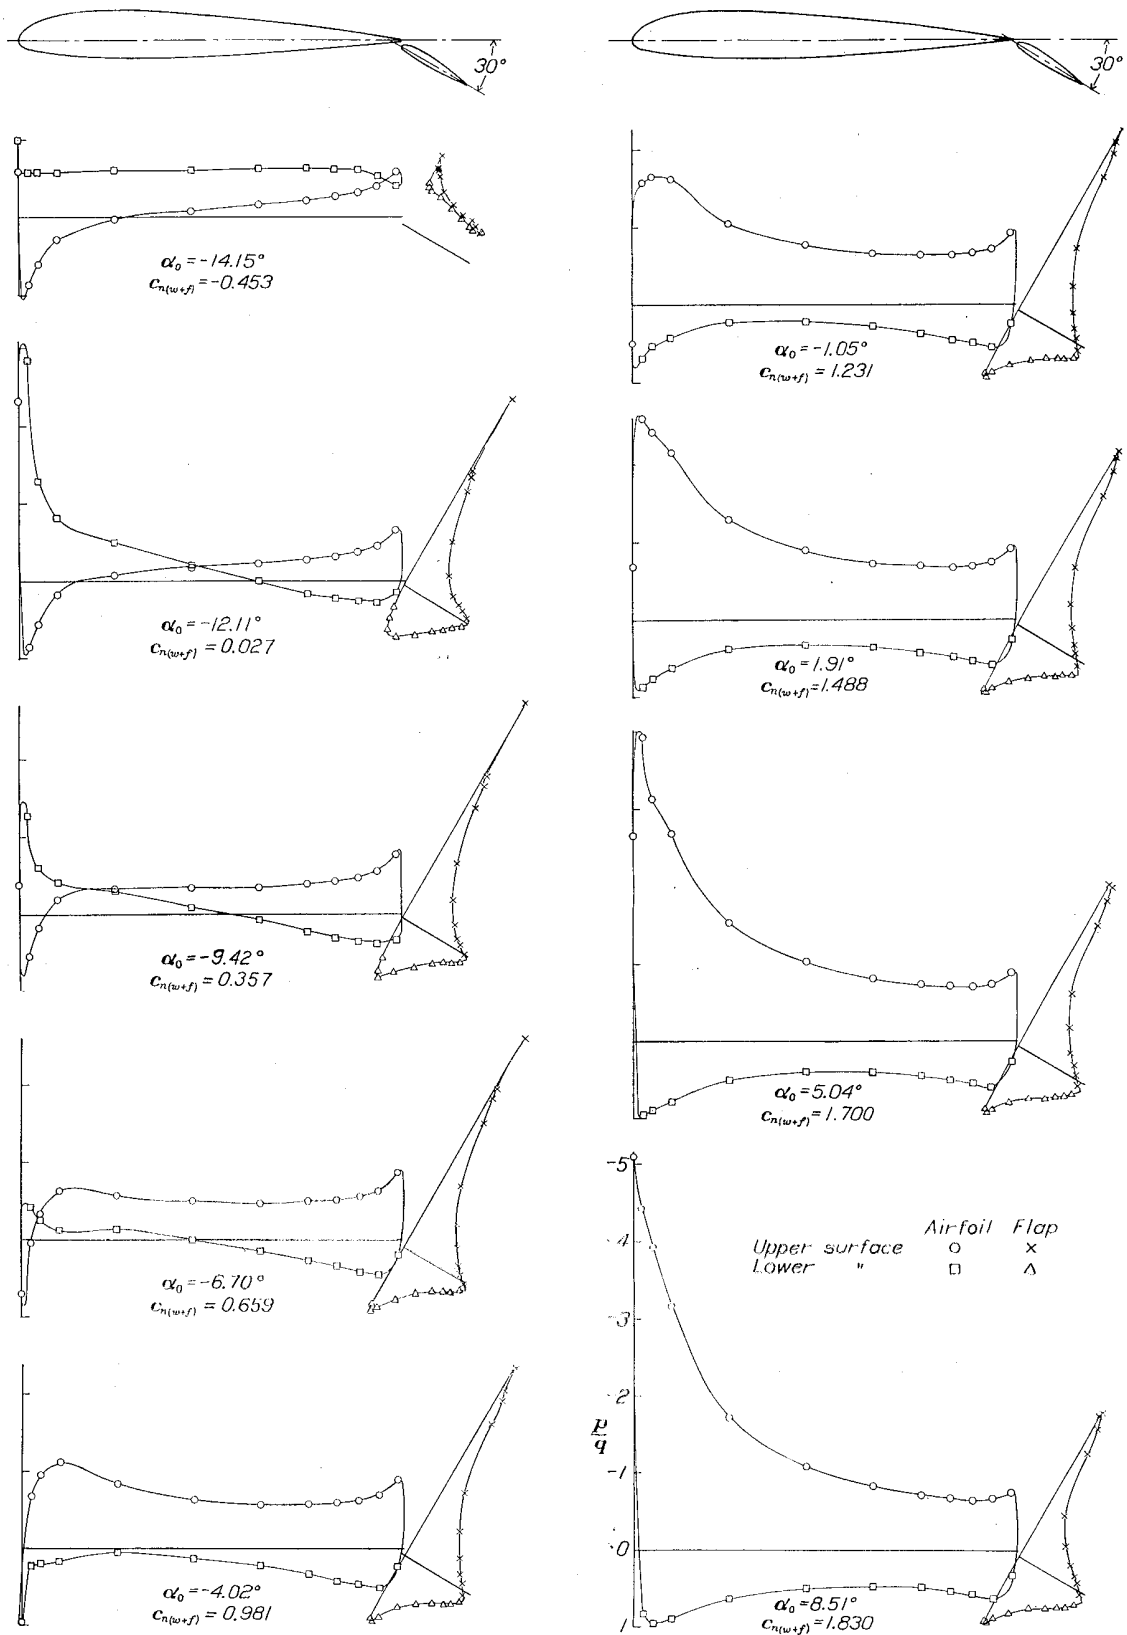 30°
30°
α₀ = -14.15°
cₙ₍w+f₎ = -0.453
α₀ = -12.11°
cₙ₍w+f₎ = 0.027
α₀ = -9.42°
cₙ₍w+f₎ = 0.357
α₀ = -6.70°
cₙ₍w+f₎ = 0.659
α₀ = -4.02°
cₙ₍w+f₎ = 0.981
α₀ = -1.05°
cₙ₍w+f₎ = 1.231
α₀ = 1.91°
cₙ₍w+f₎ = 1.488
α₀ = 5.04°
cₙ₍w+f₎ = 1.700
-5
-4
-3
-2
-1
0
1
p/q
Airfoil Flap
Upper surface ○ ×
Lower " □ △
α₀ = 8.51°
cₙ₍w+f₎ = 1.830